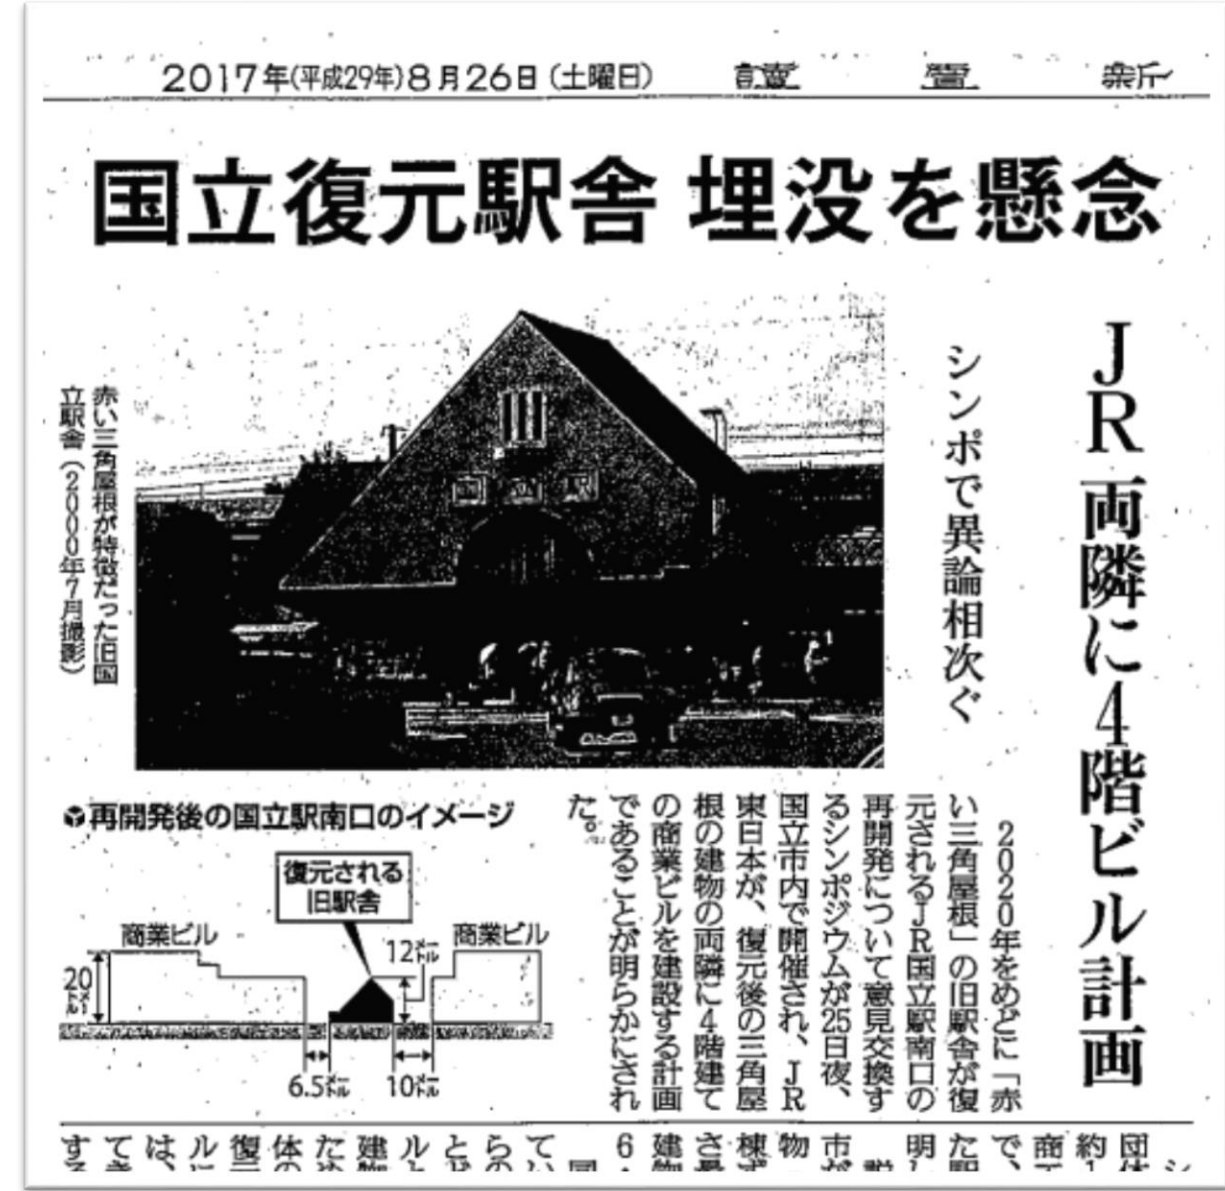 2017年(平成29年)8月26日(土曜日)
讀賣新
国立復元駅舎 埋没を懸念
JR両隣に4階ビル計画
シンポで異論相次ぐ
国立駅
赤い三角屋根が特徴だった旧国
立駅舎(2000年7月撮影)
2020年をめどに「赤
い三角屋根」の旧駅舎が復
元されるJR国立駅南口の
再開発について意見交換す
るシンポジウムが25日夜、
国立市内で開催され、JR
東日本が、復元後の三角屋
根の建物の両隣に4階建て
の商業ビルを建設する計画
であることが明らかにされ
た。
再開発後の国立駅南口のイメージ
復元される
旧駅舎
商業ビル
商業ビル
20メートル
12メートル
6.5メートル
10メートル